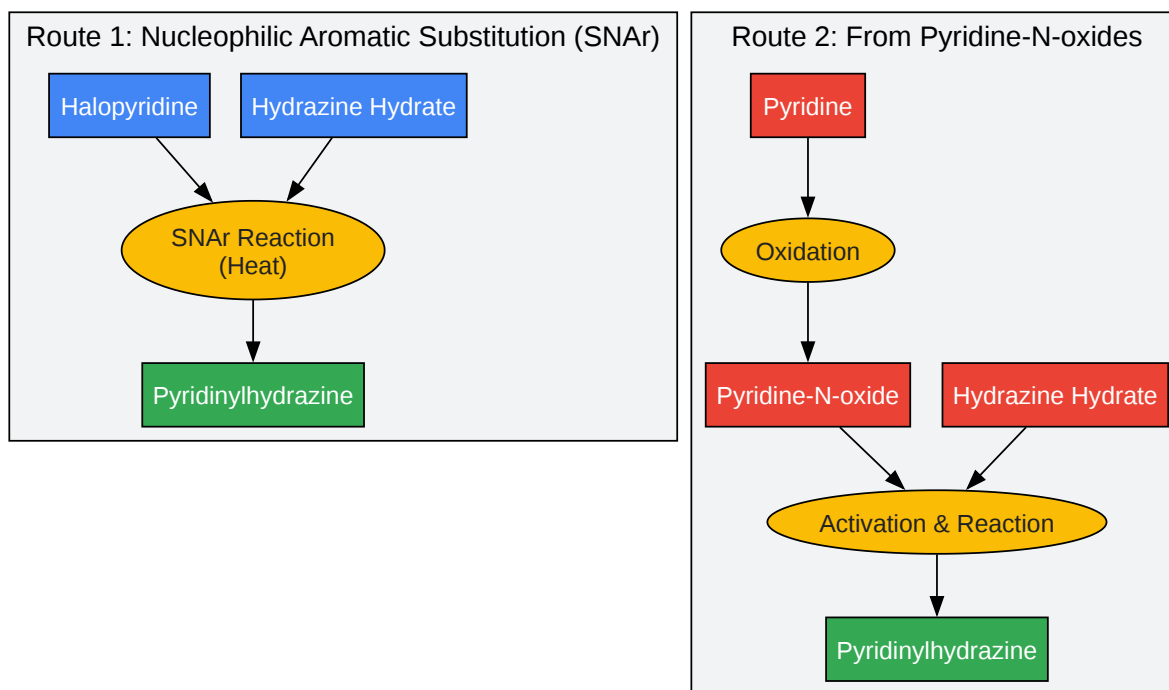 Route 1: Nucleophilic Aromatic Substitution (SNAr)
Halopyridine
Hydrazine Hydrate
SNAr Reaction
(Heat)
Pyridinylhydrazine
Route 2: From Pyridine-N-oxides
Pyridine
Oxidation
Pyridine-N-oxide
Hydrazine Hydrate
Activation & Reaction
Pyridinylhydrazine